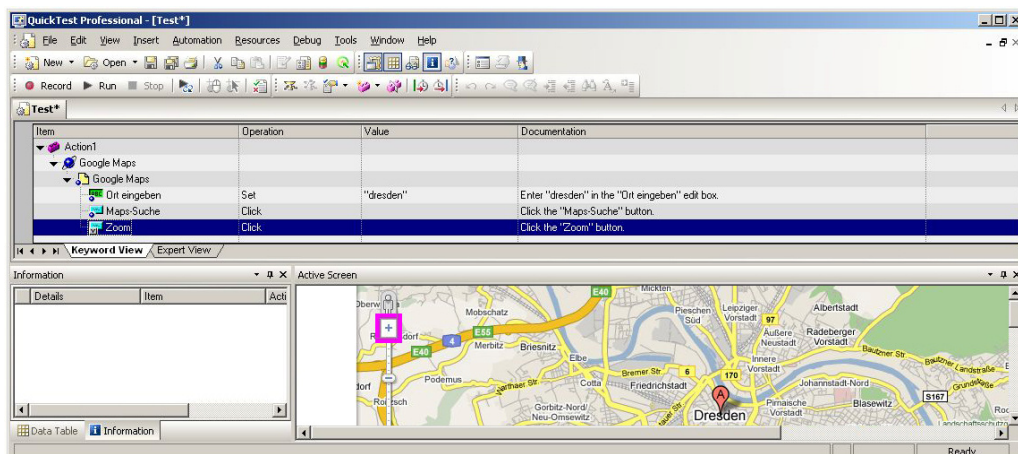 QuickTest Professional - [Test*]
File Edit View Insert Automation Resources Debug Tools Window Help
New Open
Record Run Stop
Test*
Item Operation Value Documentation
Action1
Google Maps
Google Maps
Ort eingeben Set "dresden" Enter "dresden" in the "Ort eingeben" edit box.
Maps-Suche Click Click the "Maps-Suche" button.
Zoom Click Click the "Zoom" button.
Keyword View Expert View
Information Active Screen
Details Item Acti
E40 Mickten
Mobschatz Pieschen Süd Leipziger Vorstadt 97 Albertstadt
E55 Äußere Neustadt Radeberger Vorstadt
4 Merbitz Briesnitz Bautzner Str Bautzner Landstraße
E40 Elbe Innere Vorstadt
Podemus Bremer Str 6 170
Cotta Friedrichstadt Johannstadt-Nord Grundstraße
S167
Gorbitz-Nord/ Neu-Omsewitz A Dresden Pirnaische Vorstadt Blasewitz
Data Table Information
Ready